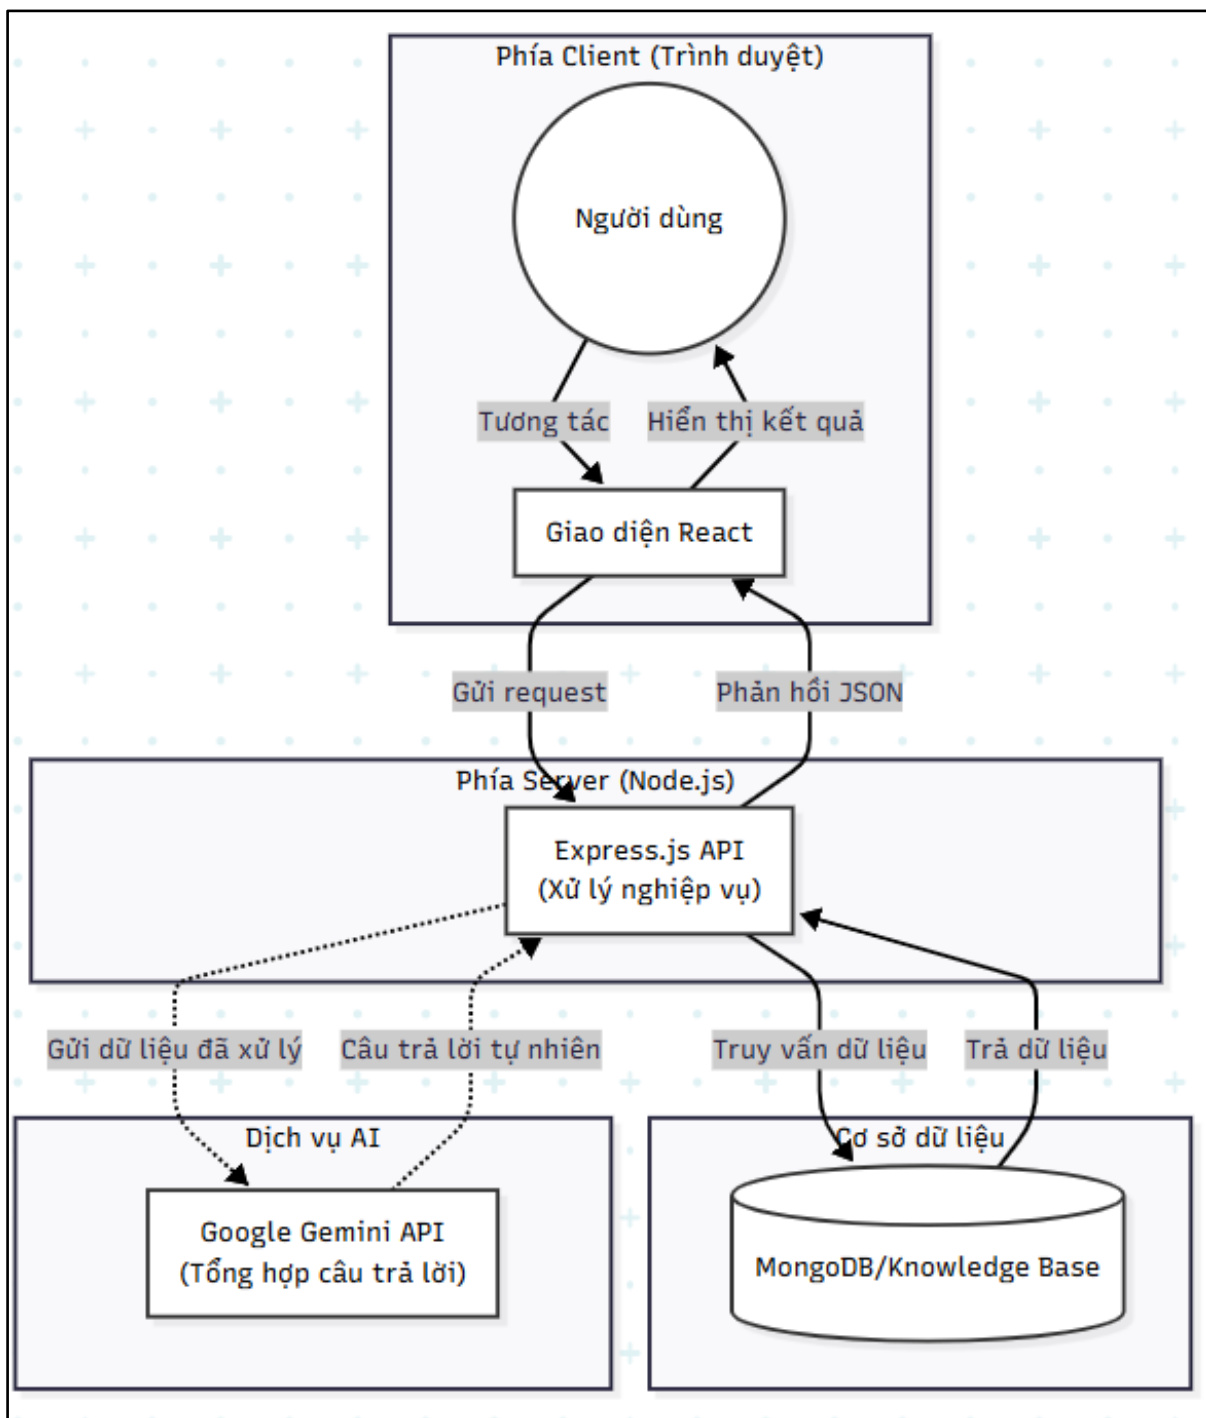 Phía Client (Trình duyệt)
Người dùng
Tương tác
Hiển thị kết quả
Giao diện React
Gửi request
Phản hồi JSON
Phía Server (Node.js)
Express.js API
(Xử lý nghiệp vụ)
Gửi dữ liệu đã xử lý
Câu trả lời tự nhiên
Truy vấn dữ liệu
Trả dữ liệu
Dịch vụ AI
Cơ sở dữ liệu
Google Gemini API
(Tổng hợp câu trả lời)
MongoDB/Knowledge Base